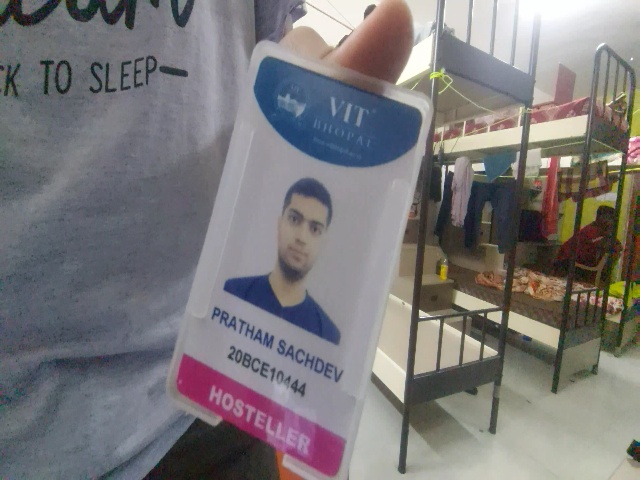 CK TO SLEEP—
VIT
BHOPAL
PRATHAM SACHDEV
20BCE10444
HOSTELLER